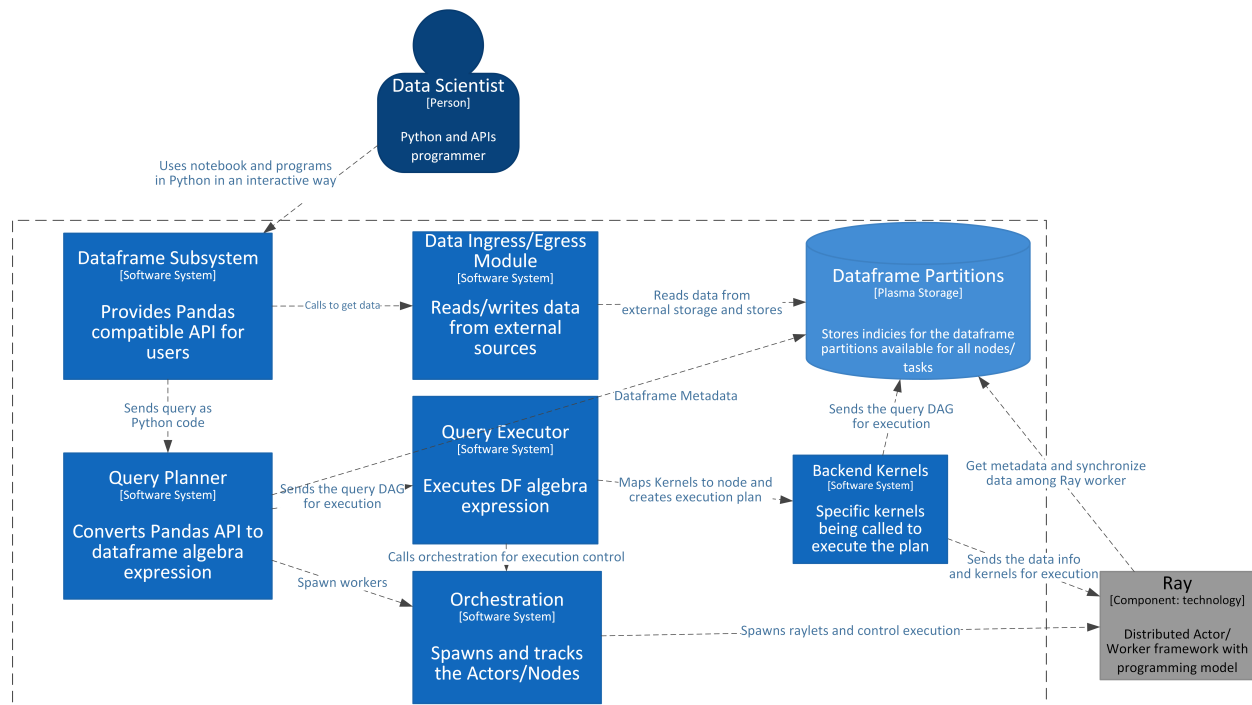 Data Scientist
[Person]
Python and APIs
programmer
Uses notebook and programs
in Python in an interactive way
Dataframe Subsystem
[Software System]
Provides Pandas
compatible API for
users
Calls to get data
Data Ingress/Egress
Module
[Software System]
Reads/writes data
from external
sources
Reads data from
external storage and stores
Dataframe Partitions
[Plasma Storage]
Stores indicies for the dataframe
partitions available for all nodes/
tasks
Sends query as
Python code
Dataframe Metadata
Query Planner
[Software System]
Converts Pandas API to
dataframe algebra
expression
Sends the query DAG
for execution
Query Executor
[Software System]
Executes DF algebra
expression
Maps Kernels to node and
creates execution plan
Sends the query DAG
for execution
Backend Kernels
[Software System]
Specific kernels
being called to
execute the plan
Get metadata and synchronize
data among Ray worker
Calls orchestration for execution control
Spawn workers
Orchestration
[Software System]
Spawns and tracks
the Actors/Nodes
Sends the data info
and kernels for execution
Spawns raylets and control execution
Ray
[Component: technology]
Distributed Actor/
Worker framework with
programming model